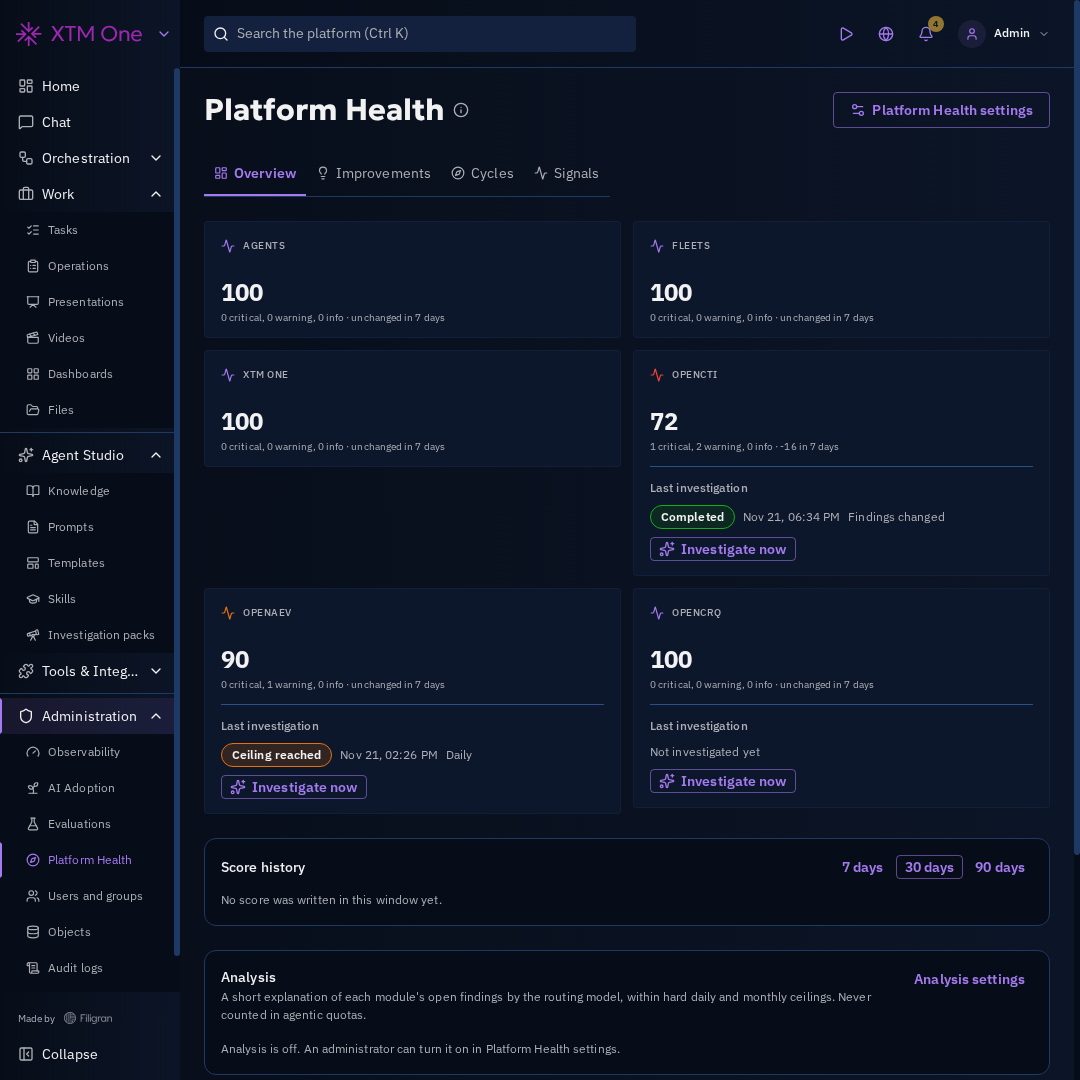 XTM One
Search the platform (Ctrl K)
4
Admin
Home
Chat
Orchestration
Work
Tasks
Operations
Presentations
Videos
Dashboards
Files
Agent Studio
Knowledge
Prompts
Templates
Skills
Investigation packs
Tools & Integ...
Administration
Observability
AI Adoption
Evaluations
Platform Health
Users and groups
Objects
Audit logs
Made by Filigran
Collapse
Platform Health
Platform Health settings
Overview Improvements Cycles Signals
AGENTS
100
0 critical, 0 warning, 0 info · unchanged in 7 days
FLEETS
100
0 critical, 0 warning, 0 info · unchanged in 7 days
XTM ONE
100
0 critical, 0 warning, 0 info · unchanged in 7 days
OPENCTI
72
1 critical, 2 warning, 0 info · -16 in 7 days
Last investigation
Completed Nov 21, 06:34 PM Findings changed
Investigate now
OPENAEV
90
0 critical, 1 warning, 0 info · unchanged in 7 days
Last investigation
Ceiling reached Nov 21, 02:26 PM Daily
Investigate now
OPENCRQ
100
0 critical, 0 warning, 0 info · unchanged in 7 days
Last investigation
Not investigated yet
Investigate now
Score history
7 days 30 days 90 days
No score was written in this window yet.
Analysis
Analysis settings
A short explanation of each module's open findings by the routing model, within hard daily and monthly ceilings. Never
counted in agentic quotas.
Analysis is off. An administrator can turn it on in Platform Health settings.